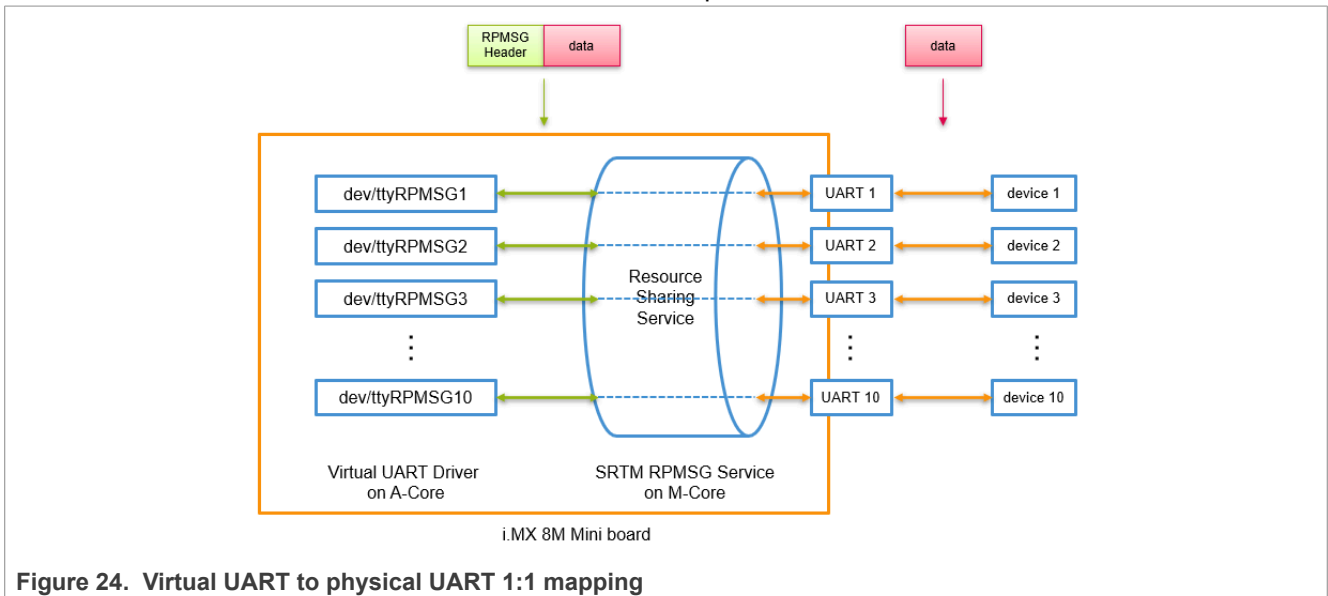 RPMSG
Header
data
data
dev/ttyRPMSG1
UART 1
device 1
dev/ttyRPMSG2
UART 2
device 2
Resource
Sharing
Service
dev/ttyRPMSG3
UART 3
device 3
dev/ttyRPMSG10
UART 10
device 10
Virtual UART Driver
on A-Core
SRTM RPMSG Service
on M-Core
i.MX 8M Mini board
Figure 24. Virtual UART to physical UART 1:1 mapping